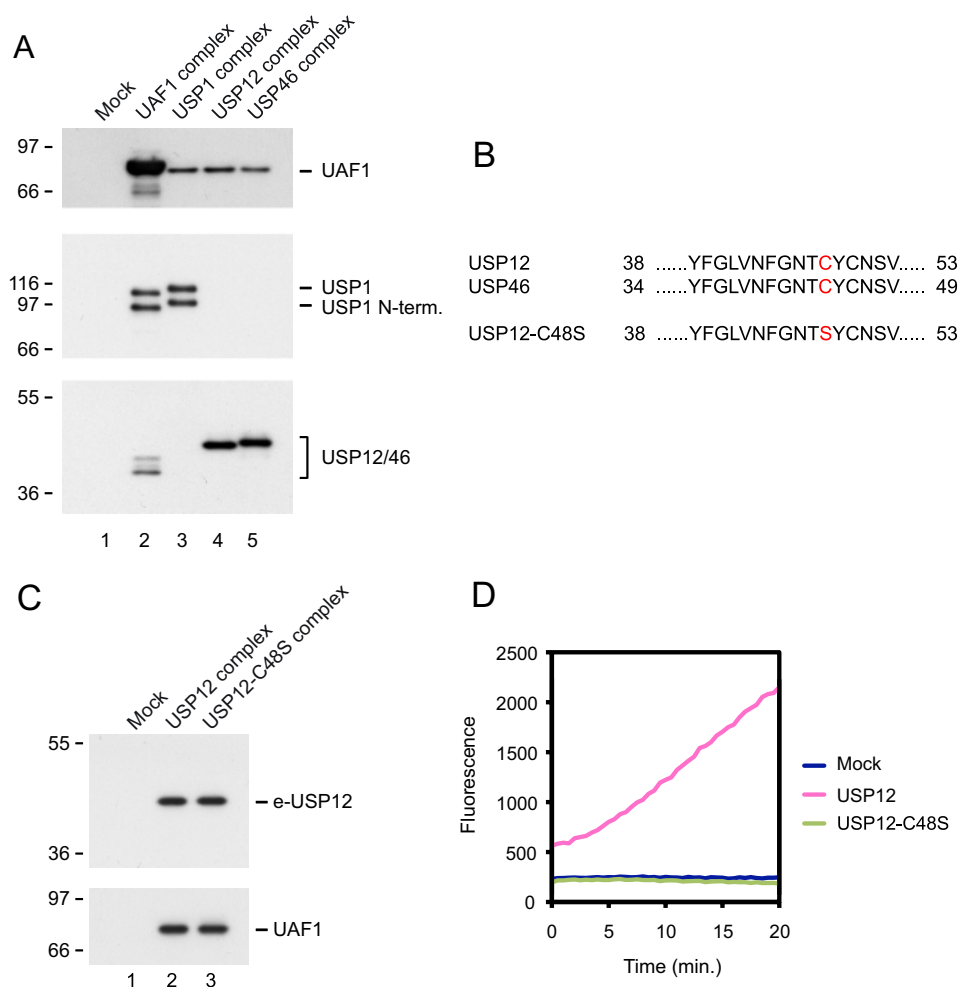 A
Mock
UAF1 complex
USP1 complex
USP12 complex
USP46 complex
97
66
UAF1
116
97
66
USP1
USP1 N-term.
55
36
USP12/46
1 2 3 4 5
B
USP12 38 ......YFGLVNFGNTCYCNSV..... 53
USP46 34 ......YFGLVNFGNTCYCNSV..... 49
USP12-C48S 38 ......YFGLVNFGNTSYCNSV..... 53
C
Mock
USP12 complex
USP12-C48S complex
55
36
e-USP12
97
66
UAF1
1 2 3
D
2500
2000
1500
1000
500
0
Fluorescence
0 5 10 15 20
Time (min.)
Mock
USP12
USP12-C48S